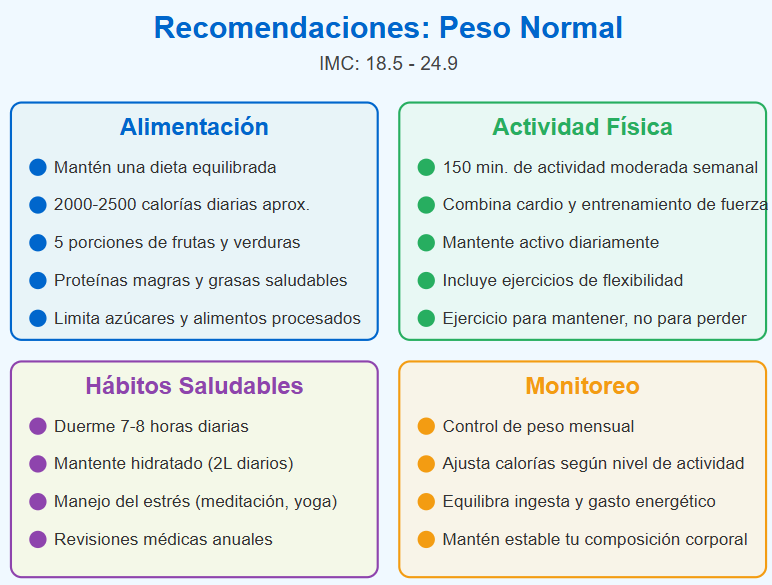 Recomendaciones: Peso Normal
IMC: 18.5 - 24.9
Alimentación
Mantén una dieta equilibrada
2000-2500 calorías diarias aprox.
5 porciones de frutas y verduras
Proteínas magras y grasas saludables
Limita azúcares y alimentos procesados
Actividad Física
150 min. de actividad moderada semanal
Combina cardio y entrenamiento de fuerza
Mantente activo diariamente
Incluye ejercicios de flexibilidad
Ejercicio para mantener, no para perder
Hábitos Saludables
Duerme 7-8 horas diarias
Mantente hidratado (2L diarios)
Manejo del estrés (meditación, yoga)
Revisiones médicas anuales
Monitoreo
Control de peso mensual
Ajusta calorías según nivel de actividad
Equilibra ingesta y gasto energético
Mantén estable tu composición corporal